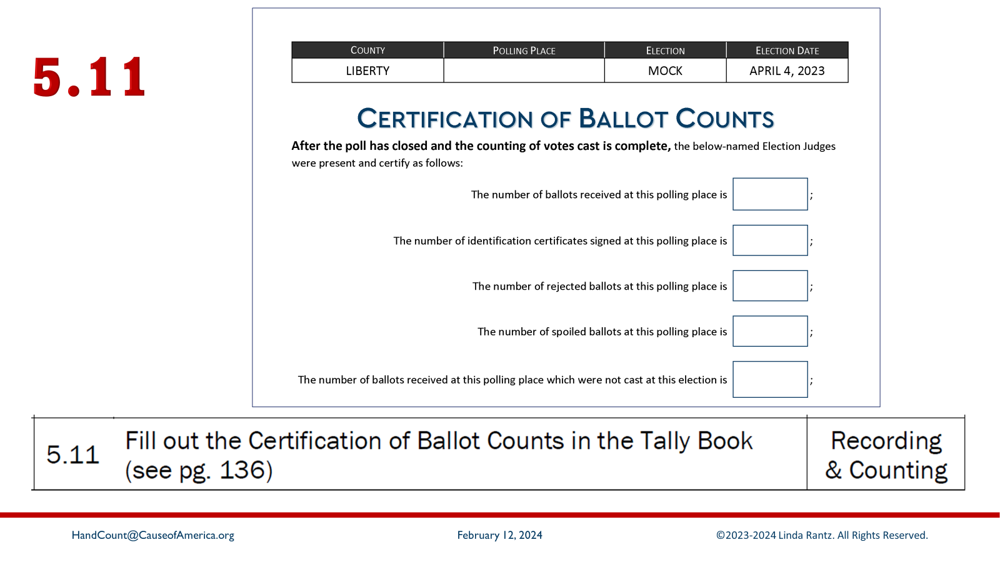 5.11
COUNTY POLLING PLACE ELECTION ELECTION DATE
LIBERTY MOCK APRIL 4, 2023
CERTIFICATION OF BALLOT COUNTS
After the poll has closed and the counting of votes cast is complete, the below-named Election Judges
were present and certify as follows:
The number of ballots received at this polling place is ;
The number of identification certificates signed at this polling place is ;
The number of rejected ballots at this polling place is ;
The number of spoiled ballots at this polling place is ;
The number of ballots received at this polling place which were not cast at this election is ;
5.11 Fill out the Certification of Ballot Counts in the Tally Book
(see pg. 136)
Recording
& Counting
HandCount@CauseofAmerica.org February 12, 2024 ©2023-2024 Linda Rantz. All Rights Reserved.